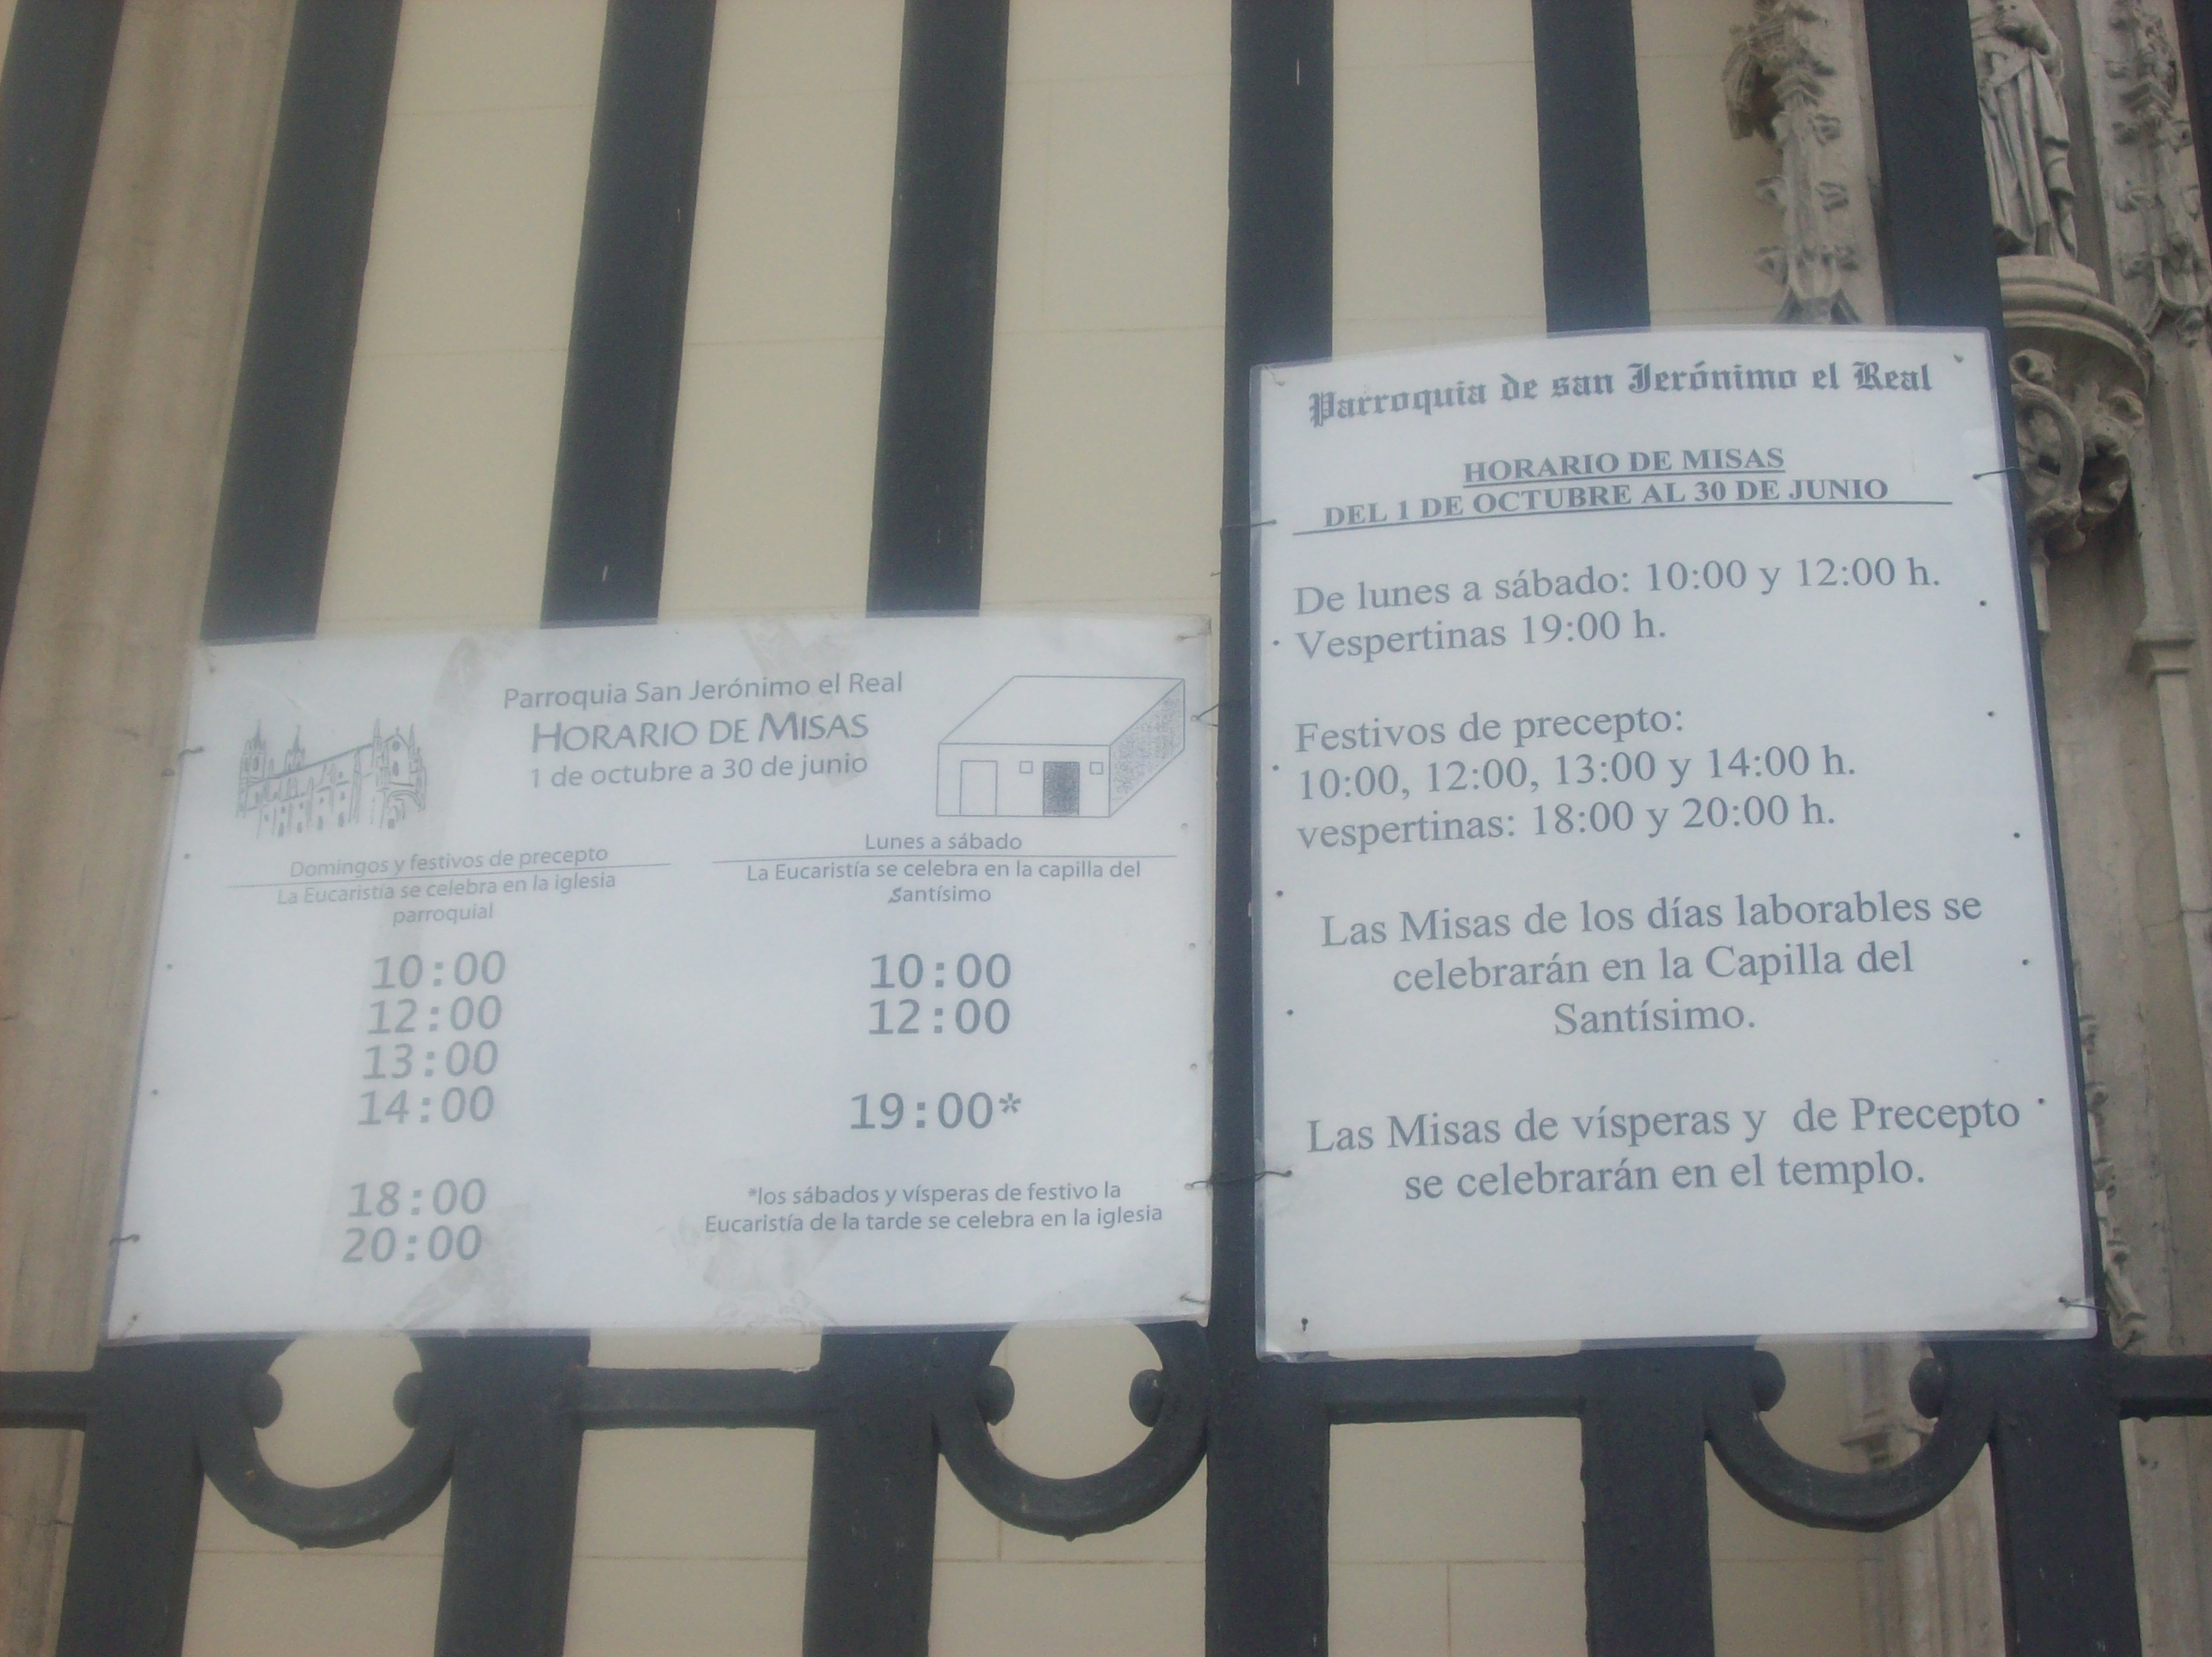 Parroquia San Jerónimo el Real
HORARIO DE MISAS
1 de octubre a 30 de junio
Domingos y festivos de precepto
La Eucaristía se celebra en la iglesia
parroquial
10:00
12:00
13:00
14:00
18:00
20:00
Lunes a sábado
La Eucaristía se celebra en la capilla del
Santísimo
10:00
12:00
19:00*
*los sábados y vísperas de festivo la
Eucaristía de la tarde se celebra en la iglesia
Parroquia de san Jerónimo el Real
HORARIO DE MISAS
DEL 1 DE OCTUBRE AL 30 DE JUNIO
De lunes a sábado: 10:00 y 12:00 h.
Vespertinas 19:00 h.
Festivos de precepto:
10:00, 12:00, 13:00 y 14:00 h.
vespertinas: 18:00 y 20:00 h.
Las Misas de los días laborables se
celebrarán en la Capilla del
Santísimo.
Las Misas de vísperas y de Precepto
se celebrarán en el templo.